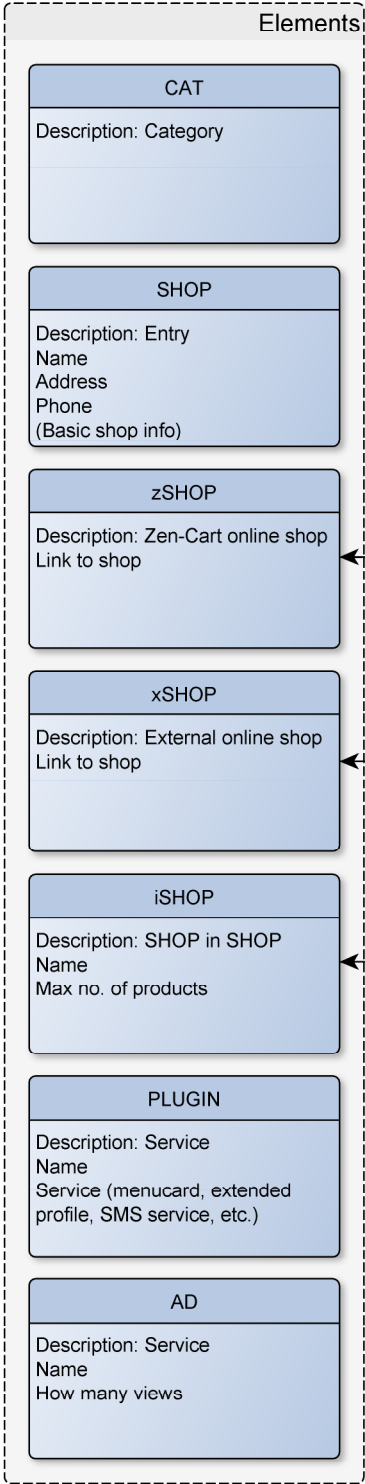 Elements
CAT
Description: Category
SHOP
Description: Entry
Name
Address
Phone
(Basic shop info)
zSHOP
Description: Zen-Cart online shop
Link to shop
xSHOP
Description: External online shop
Link to shop
iSHOP
Description: SHOP in SHOP
Name
Max no. of products
PLUGIN
Description: Service
Name
Service (menucard, extended
profile, SMS service, etc.)
AD
Description: Service
Name
How many views